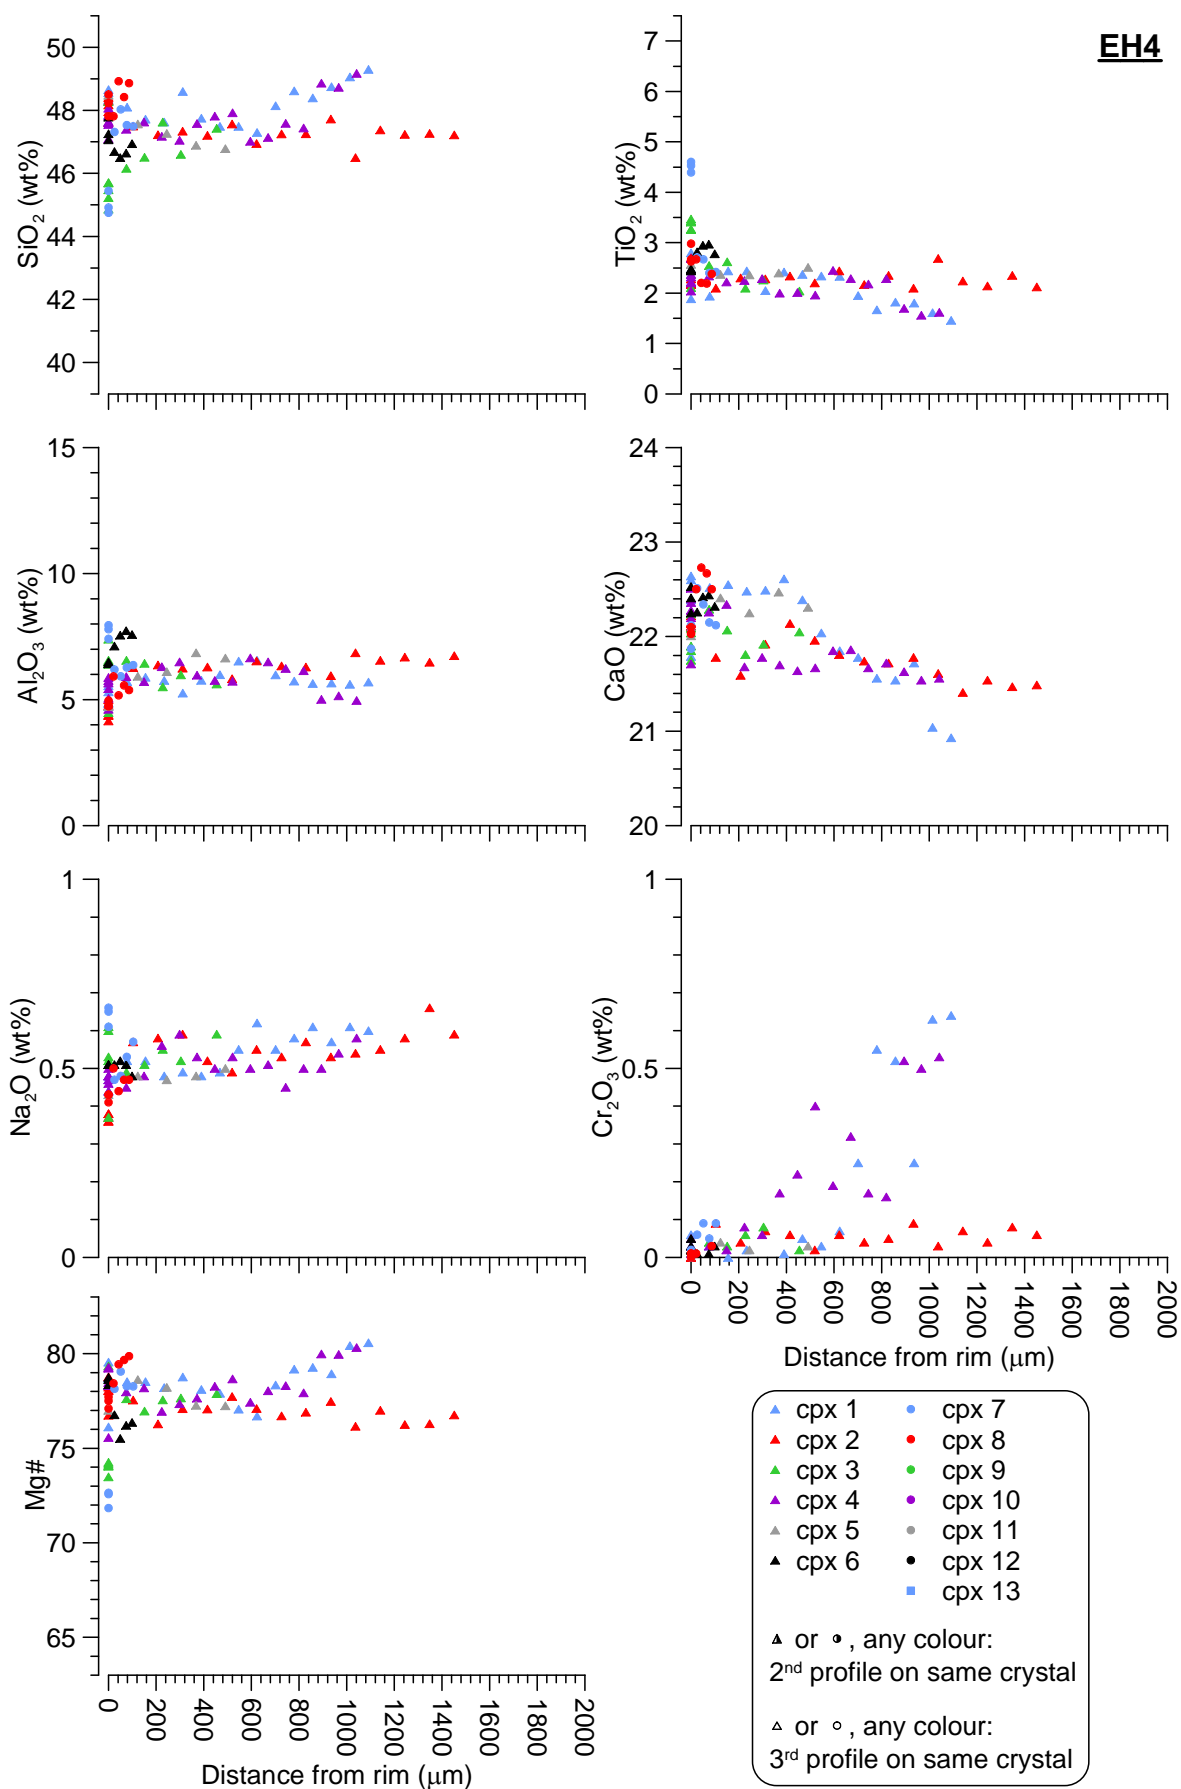 EH4
SiO₂ (wt%)
50
48
46
44
42
40
TiO₂ (wt%)
7
6
5
4
3
2
1
0
Al₂O₃ (wt%)
15
10
5
0
CaO (wt%)
24
23
22
21
20
Na₂O (wt%)
1
0.5
0
Cr₂O₃ (wt%)
1
0.5
0
0 200 400 600 800 1000 1200 1400 1600 1800 2000
Distance from rim (μm)
Mg#
80
75
70
65
0 200 400 600 800 1000 1200 1400 1600 1800 2000
Distance from rim (μm)
cpx 1 cpx 7
cpx 2 cpx 8
cpx 3 cpx 9
cpx 4 cpx 10
cpx 5 cpx 11
cpx 6 cpx 12
cpx 13
or , any colour:
2nd profile on same crystal
or , any colour:
3rd profile on same crystal